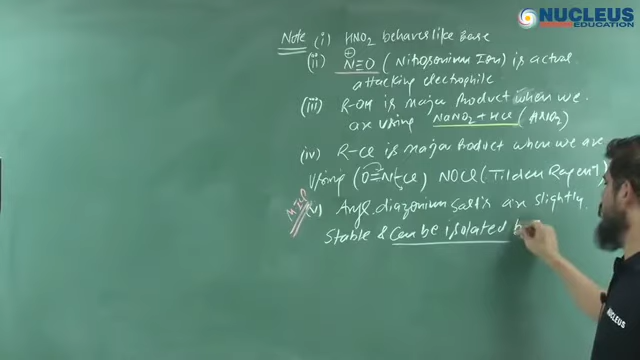 NUCLEUS
EDUCATION
Note (i) HNO2 behaves like Base
(ii) N≡O (Nitrosonium Ion) is actual
⊕
attacking electrophile
(iii) R-OH is major Product when we
are using NaNO2 + HCl (HNO2)
(iv) R-Cl is major Product when we are
using (O=N-Cl) NOCl (Tilden Reagent)
M.Imp (v) Aryl diazonium salts are slightly
Stable & Can be isolated b
NUCLEUS